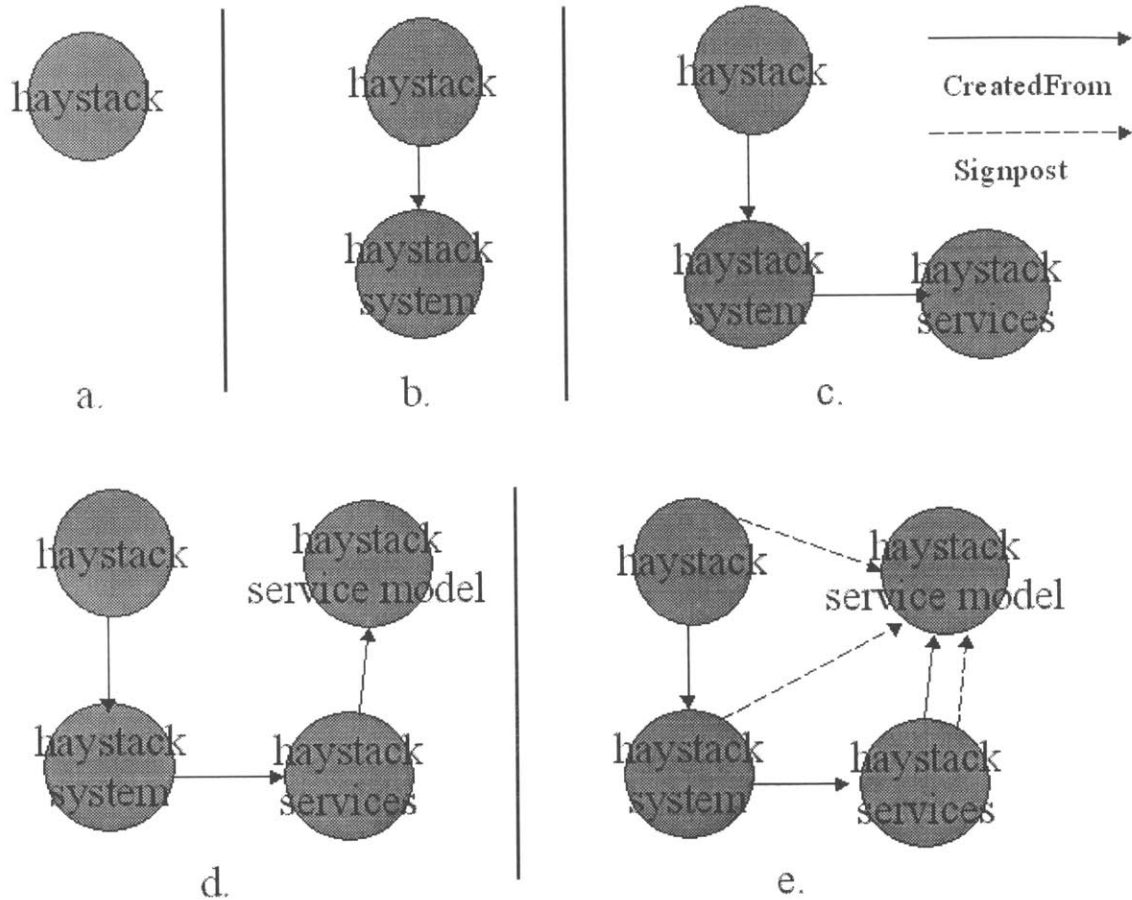 haystack
a.
haystack
haystack
system
b.
haystack
haystack
system
haystack
services
c.
CreatedFrom
Signpost
haystack
haystack
service model
haystack
system
haystack
services
d.
haystack
haystack
service model
haystack
system
haystack
services
e.